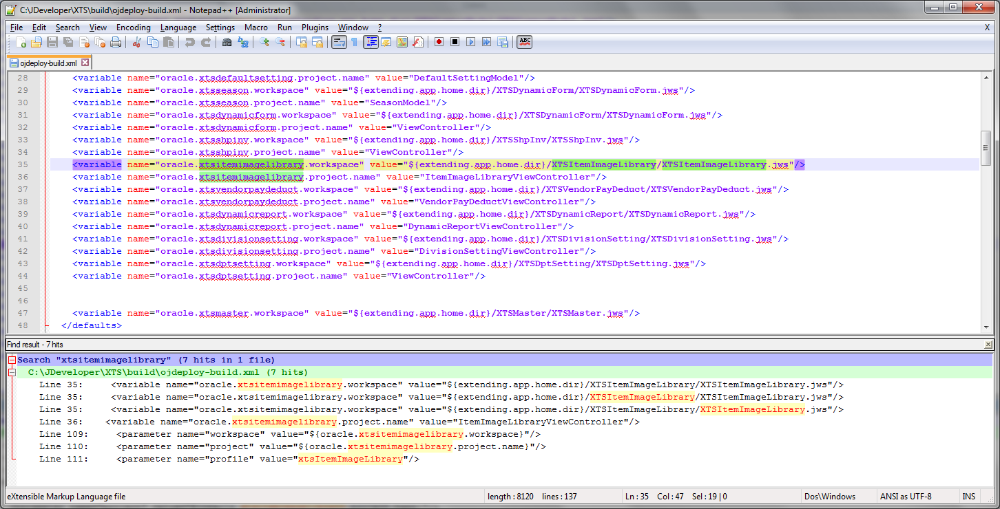 C:\JDeveloper\XTS\build\ojdeploy-build.xml - Notepad++ [Administrator]
File Edit Search View Encoding Language Settings Macro Run Plugins Window ? X
ABC
ojdeploy-build.xml
28 <variable name="oracle.xtsdefaultsetting.project.name" value="DefaultSettingModel"/>
29 <variable name="oracle.xtsseason.workspace" value="${extending.app.home.dir}/XTSDynamicForm/XTSDynamicForm.jws"/>
30 <variable name="oracle.xtsseason.project.name" value="SeasonModel"/>
31 <variable name="oracle.xtsdynamicform.workspace" value="${extending.app.home.dir}/XTSDynamicForm/XTSDynamicForm.jws"/>
32 <variable name="oracle.xtsdynamicform.project.name" value="ViewController"/>
33 <variable name="oracle.xtsshpinv.workspace" value="${extending.app.home.dir}/XTSShpInv/XTSShpInv.jws"/>
34 <variable name="oracle.xtsshpinv.project.name" value="ViewController"/>
35 <variable name="oracle.xtsitemimagelibrary.workspace" value="${extending.app.home.dir}/XTSItemImageLibrary/XTSItemImageLibrary.jws"/>
36 <variable name="oracle.xtsitemimagelibrary.project.name" value="ItemImageLibraryViewController"/>
37 <variable name="oracle.xtsvendorpaydeduct.workspace" value="${extending.app.home.dir}/XTSVendorPayDeduct/XTSVendorPayDeduct.jws"/>
38 <variable name="oracle.xtsvendorpaydeduct.project.name" value="VendorPayDeductViewController"/>
39 <variable name="oracle.xtsdynamicreport.workspace" value="${extending.app.home.dir}/XTSDynamicReport/XTSDynamicReport.jws"/>
40 <variable name="oracle.xtsdynamicreport.project.name" value="DynamicReportViewController"/>
41 <variable name="oracle.xtsdivisionsetting.workspace" value="${extending.app.home.dir}/XTSDivisionSetting/XTSDivisionSetting.jws"/>
42 <variable name="oracle.xtsdivisionsetting.project.name" value="DivisionSettingViewController"/>
43 <variable name="oracle.xtsdptsetting.workspace" value="${extending.app.home.dir}/XTSDptSetting/XTSDptSetting.jws"/>
44 <variable name="oracle.xtsdptsetting.project.name" value="ViewController"/>
45
46
47 <variable name="oracle.xtsmaster.workspace" value="${extending.app.home.dir}/XTSMaster/XTSMaster.jws"/>
48 </defaults>
Find result - 7 hits
Search "xtsitemimagelibrary" (7 hits in 1 file)
C:\JDeveloper\XTS\build\ojdeploy-build.xml (7 hits)
Line 35: <variable name="oracle.xtsitemimagelibrary.workspace" value="${extending.app.home.dir}/XTSItemImageLibrary/XTSItemImageLibrary.jws"/>
Line 35: <variable name="oracle.xtsitemimagelibrary.workspace" value="${extending.app.home.dir}/XTSItemImageLibrary/XTSItemImageLibrary.jws"/>
Line 35: <variable name="oracle.xtsitemimagelibrary.workspace" value="${extending.app.home.dir}/XTSItemImageLibrary/XTSItemImageLibrary.jws"/>
Line 36: <variable name="oracle.xtsitemimagelibrary.project.name" value="ItemImageLibraryViewController"/>
Line 109: <parameter name="workspace" value="${oracle.xtsitemimagelibrary.workspace}"/>
Line 110: <parameter name="project" value="${oracle.xtsitemimagelibrary.project.name}"/>
Line 111: <parameter name="profile" value="xtsItemImageLibrary"/>
eXtensible Markup Language file length : 8120 lines : 137 Ln : 35 Col : 47 Sel : 19 | 0 Dos\Windows ANSI as UTF-8 INS